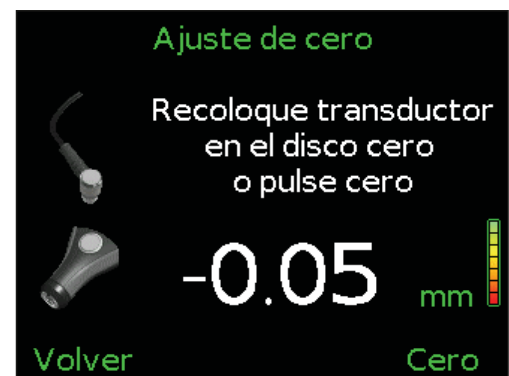 Ajuste de cero
Recoloque transductor
en el disco cero
o pulse cero
-0.05 mm
Volver Cero